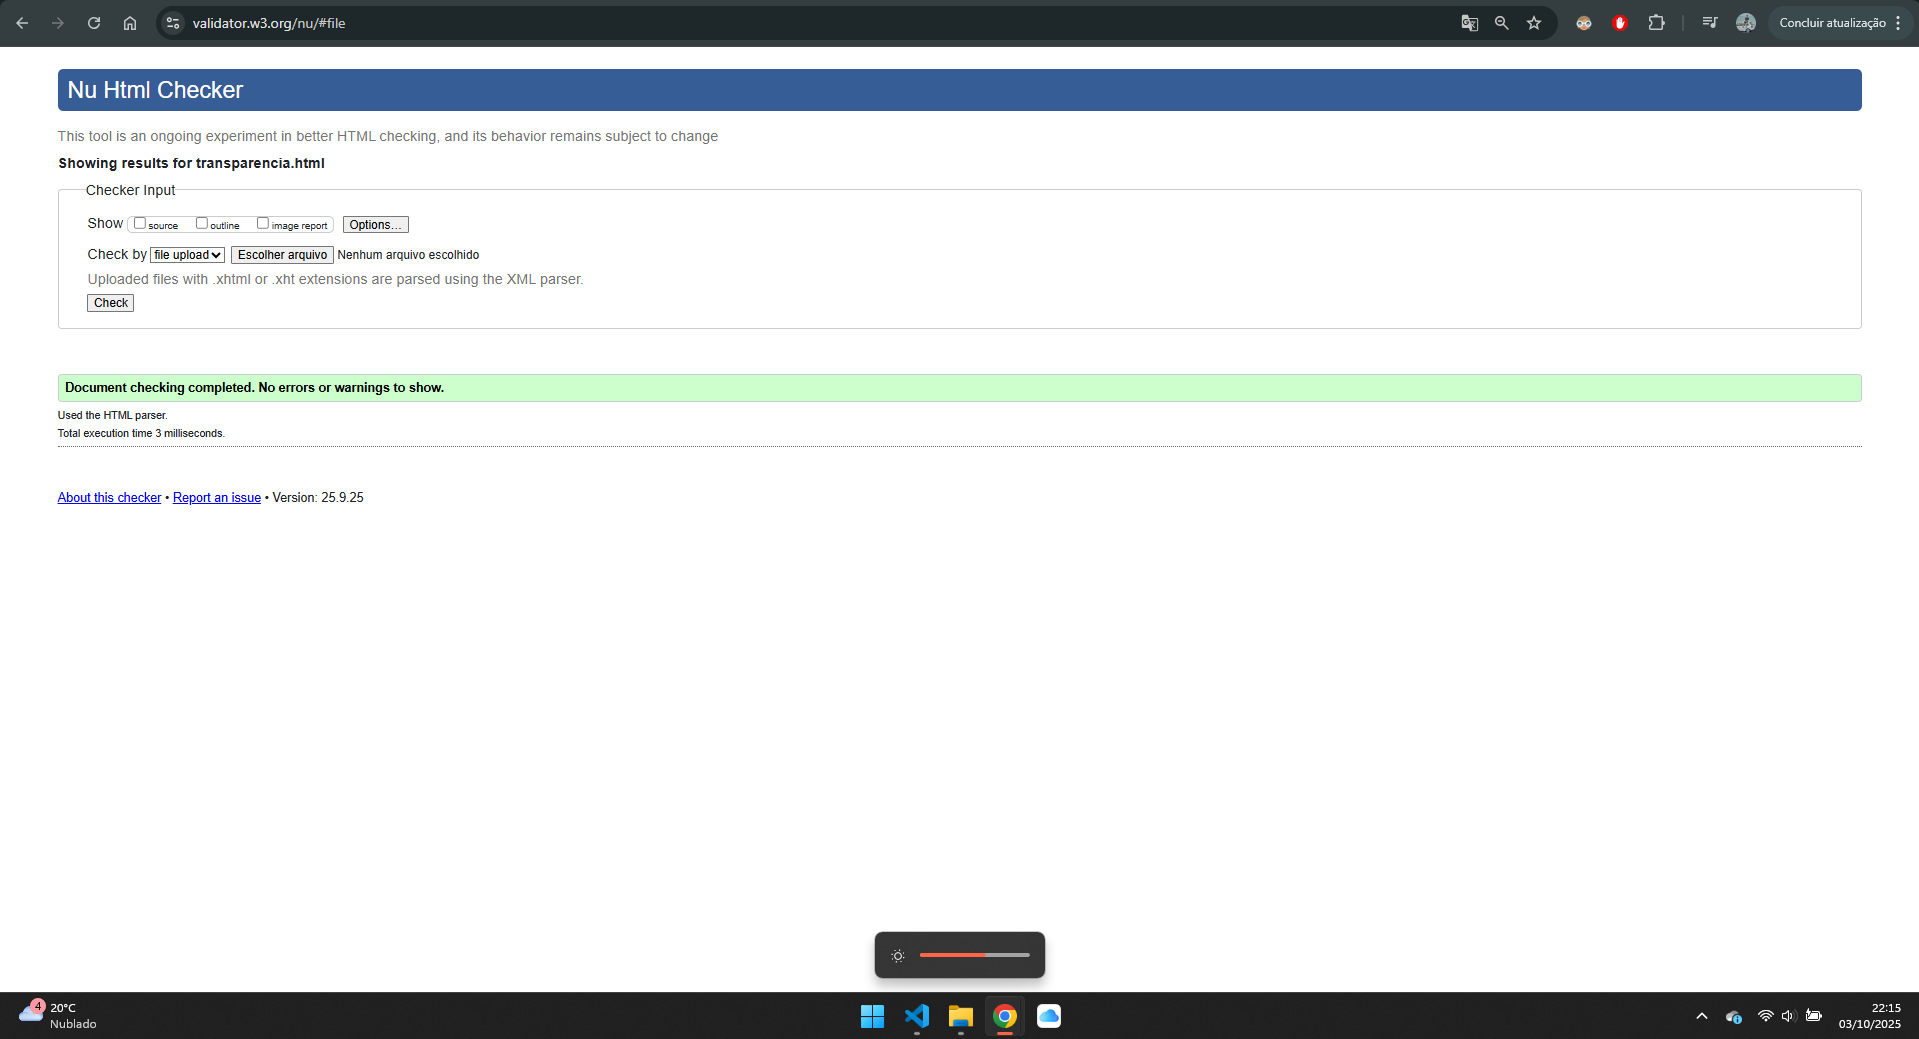 validator.w3.org/nu/#file
Concluir atualização
Nu Html Checker
This tool is an ongoing experiment in better HTML checking, and its behavior remains subject to change
Showing results for transparencia.html
Checker Input
Show source outline image report Options...
Check by file upload Escolher arquivo Nenhum arquivo escolhido
Uploaded files with .xhtml or .xht extensions are parsed using the XML parser.
Check
Document checking completed. No errors or warnings to show.
Used the HTML parser.
Total execution time 3 milliseconds.
About this checker • Report an issue • Version: 25.9.25
4
20°C
Nublado
22:15
03/10/2025